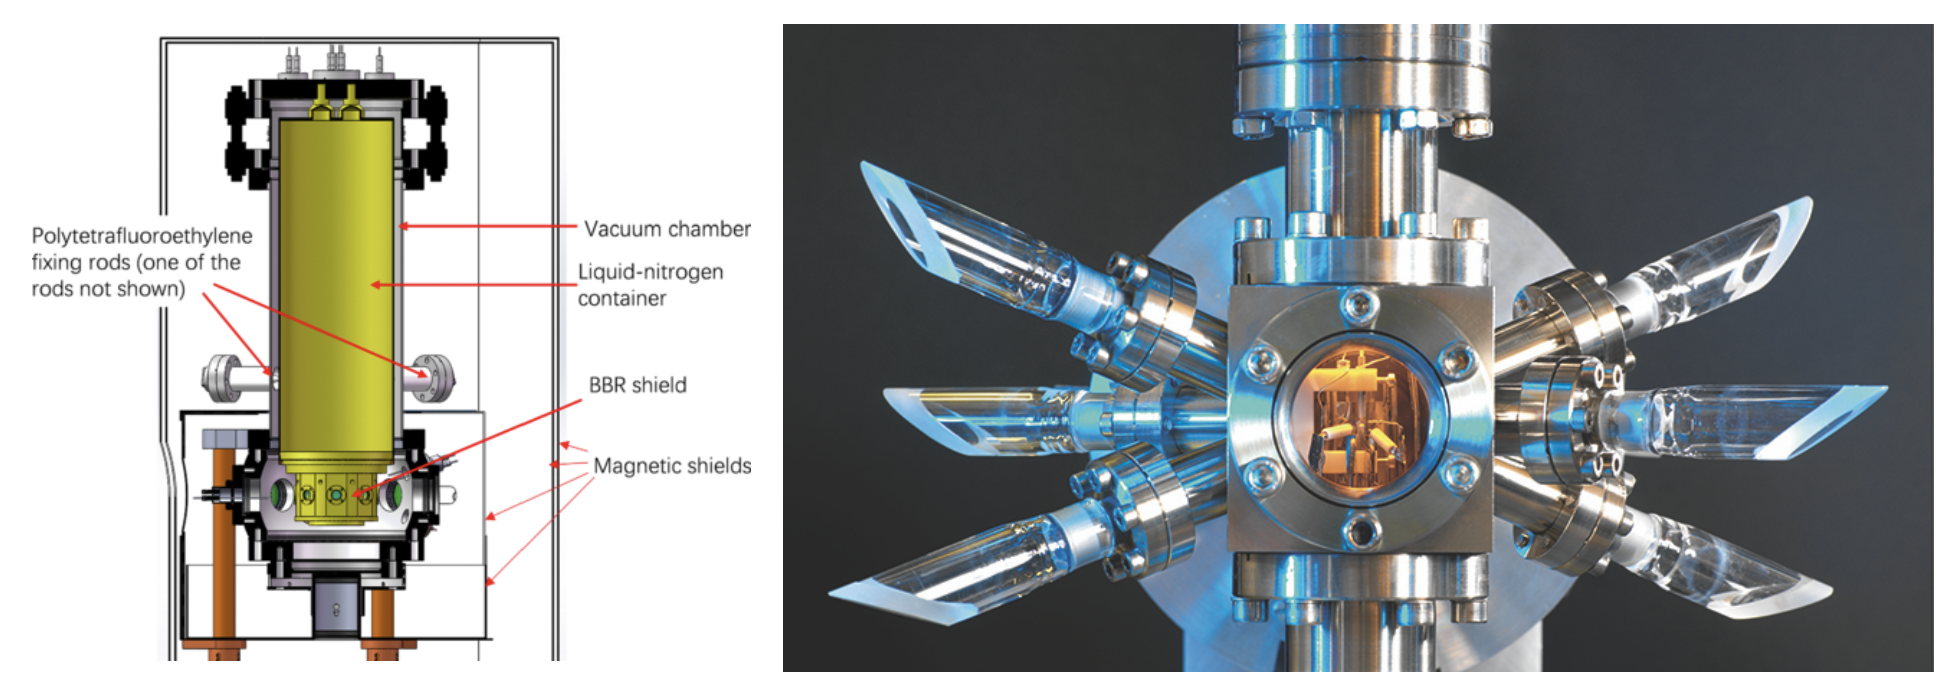 Polytetrafluoroethylene
fixing rods (one of the
rods not shown)
Vacuum chamber
Liquid-nitrogen
container
BBR shield
Magnetic shields